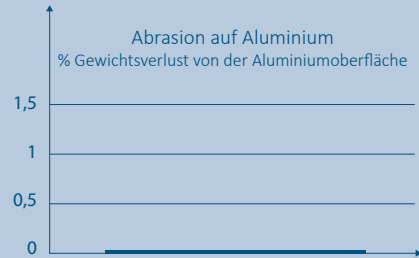 Abrasion auf Aluminium
% Gewichtsverlust von der Aluminiumoberfläche
1,5
1
0,5
0